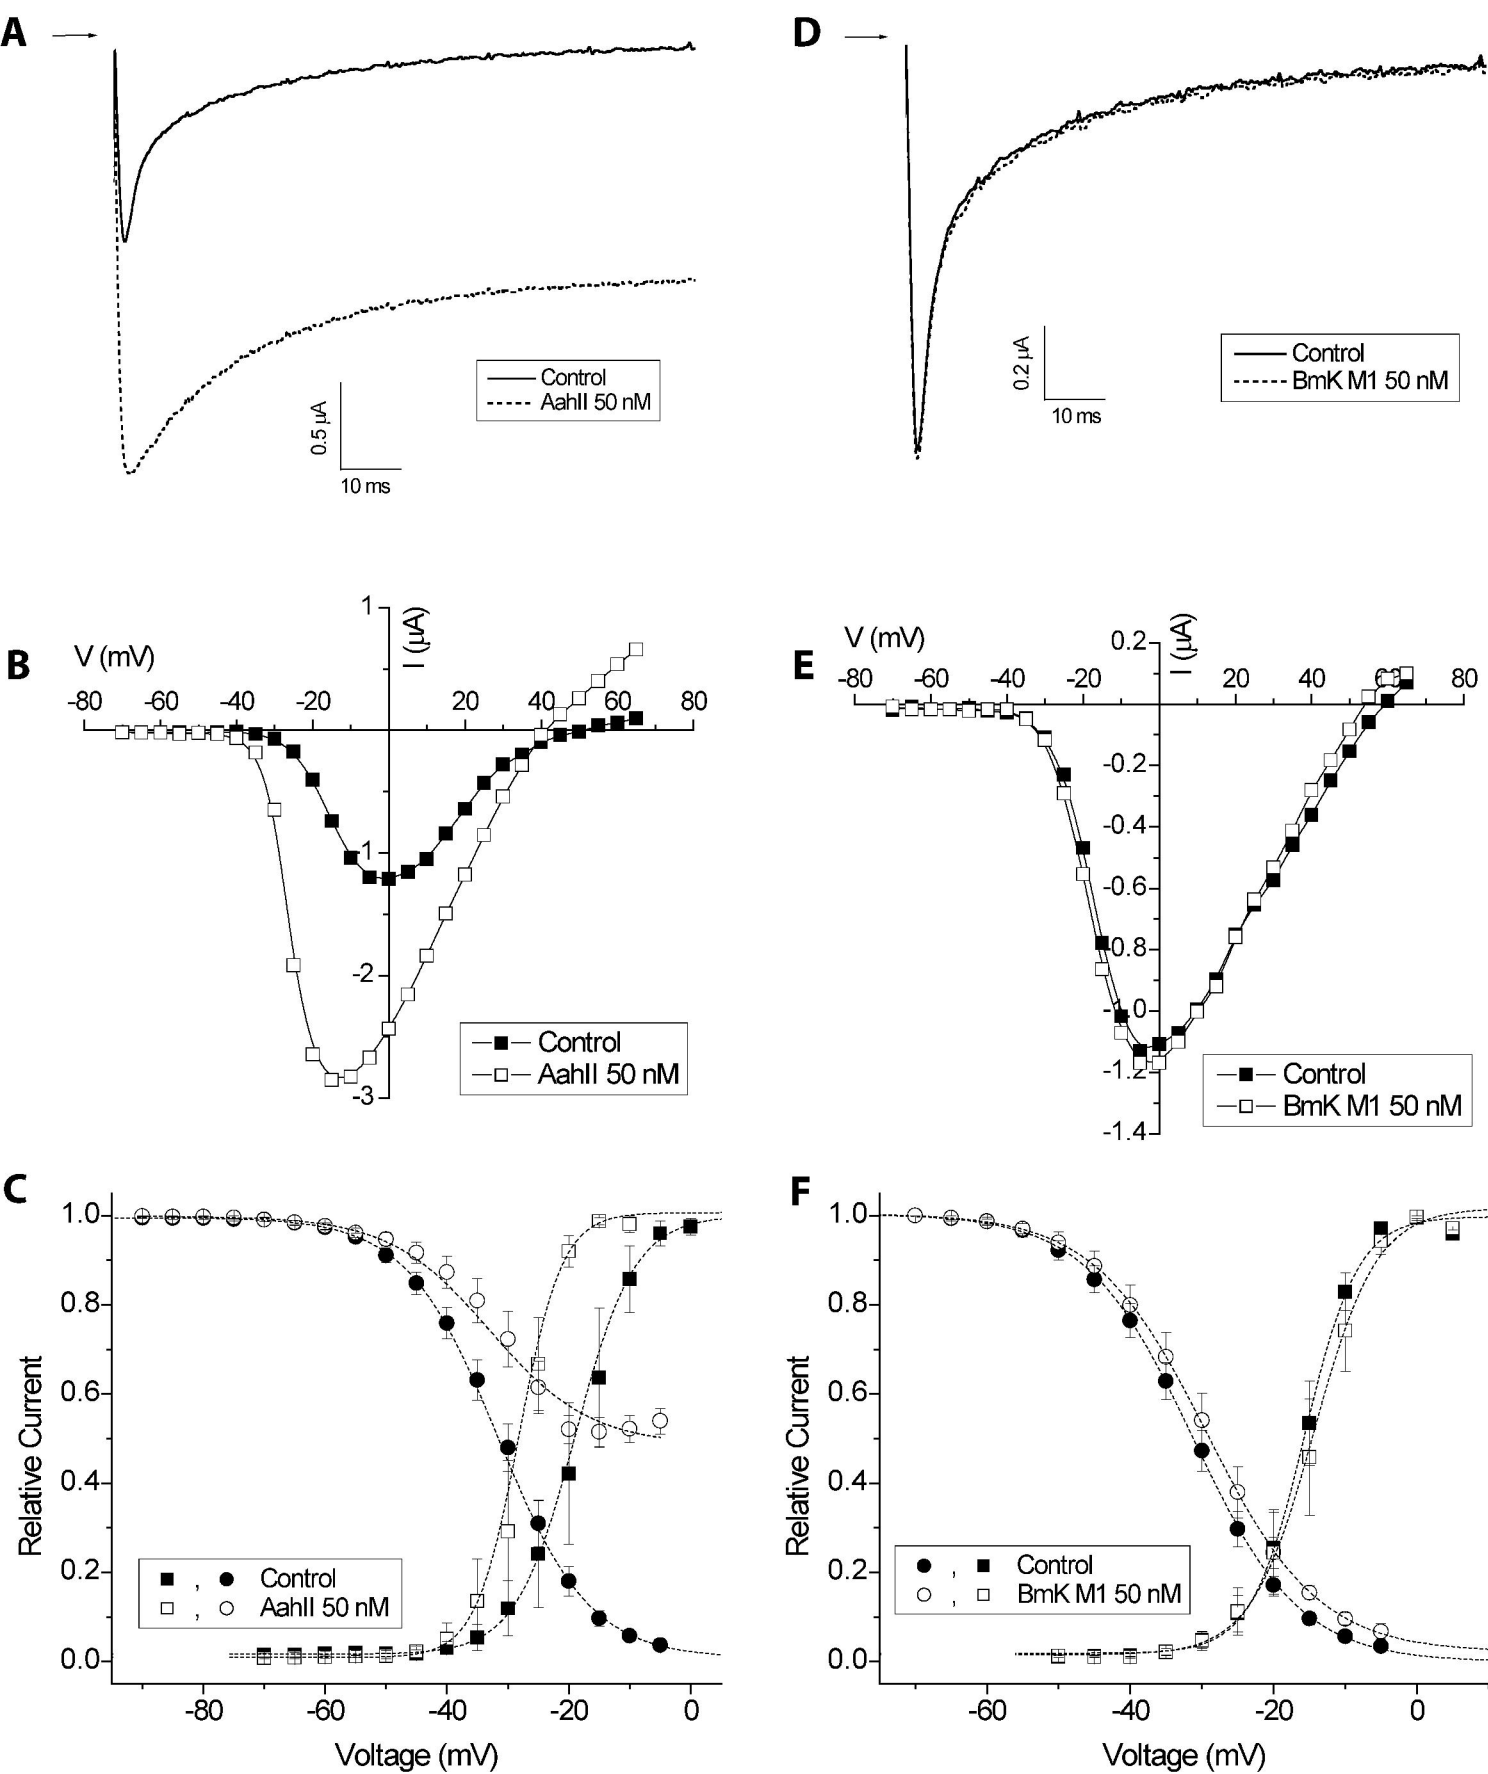 A
Control
AahII 50 nM
0.5 µA
10 ms
D
Control
BmK M1 50 nM
0.2 µA
10 ms
B
V (mV)
I (µA)
-80 -60 -40 -20 20 40 60 80
1
-1
-2
-3
Control
AahII 50 nM
E
V (mV)
I (µA)
-80 -60 -40 -20 20 40 60 80
0.2
-0.2
-0.4
-0.6
-0.8
-1.0
-1.2
-1.4
Control
BmK M1 50 nM
C
Relative Current
1.0
0.8
0.6
0.4
0.2
0.0
, Control
, AahII 50 nM
-80 -60 -40 -20 0
Voltage (mV)
F
Relative Current
1.0
0.8
0.6
0.4
0.2
0.0
, Control
, BmK M1 50 nM
-60 -40 -20 0
Voltage (mV)